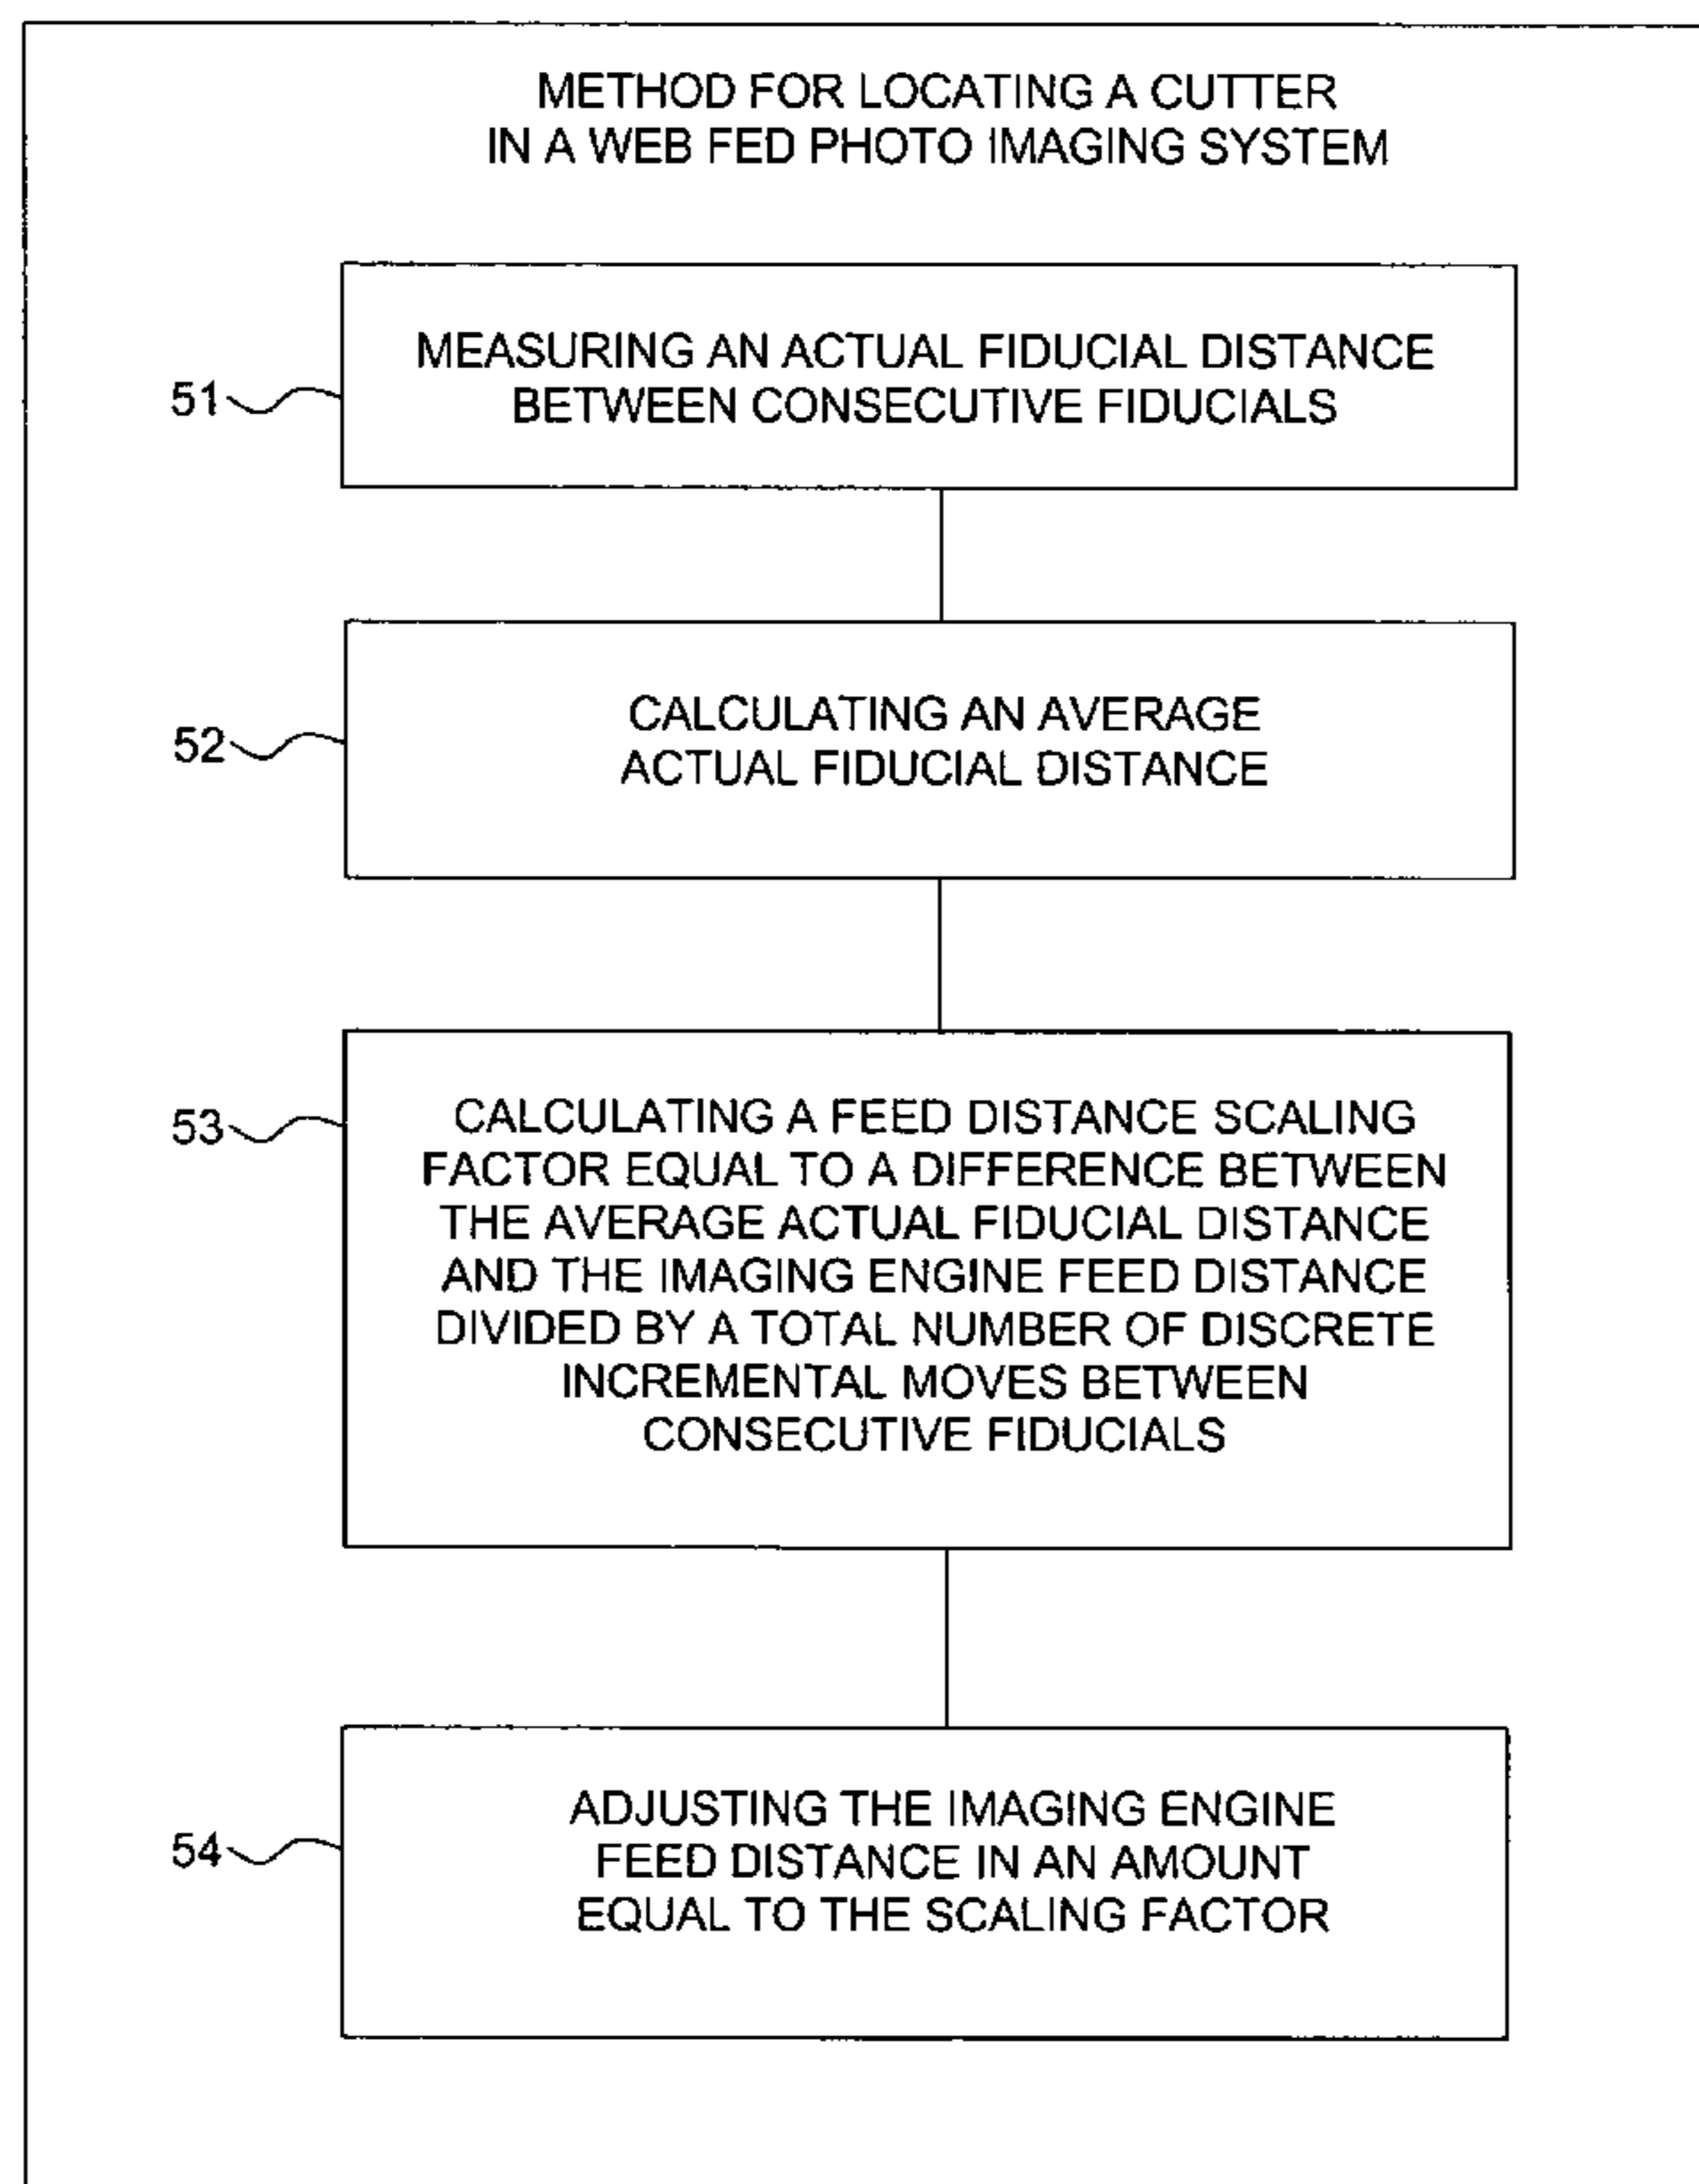 METHOD FOR LOCATING A CUTTER
IN A WEB FED PHOTO IMAGING SYSTEM
51
MEASURING AN ACTUAL FIDUCIAL DISTANCE
BETWEEN CONSECUTIVE FIDUCIALS
52
CALCULATING AN AVERAGE
ACTUAL FIDUCIAL DISTANCE
53
CALCULATING A FEED DISTANCE SCALING
FACTOR EQUAL TO A DIFFERENCE BETWEEN
THE AVERAGE ACTUAL FIDUCIAL DISTANCE
AND THE IMAGING ENGINE FEED DISTANCE
DIVIDED BY A TOTAL NUMBER OF DISCRETE
INCREMENTAL MOVES BETWEEN
CONSECUTIVE FIDUCIALS
54
ADJUSTING THE IMAGING ENGINE
FEED DISTANCE IN AN AMOUNT
EQUAL TO THE SCALING FACTOR